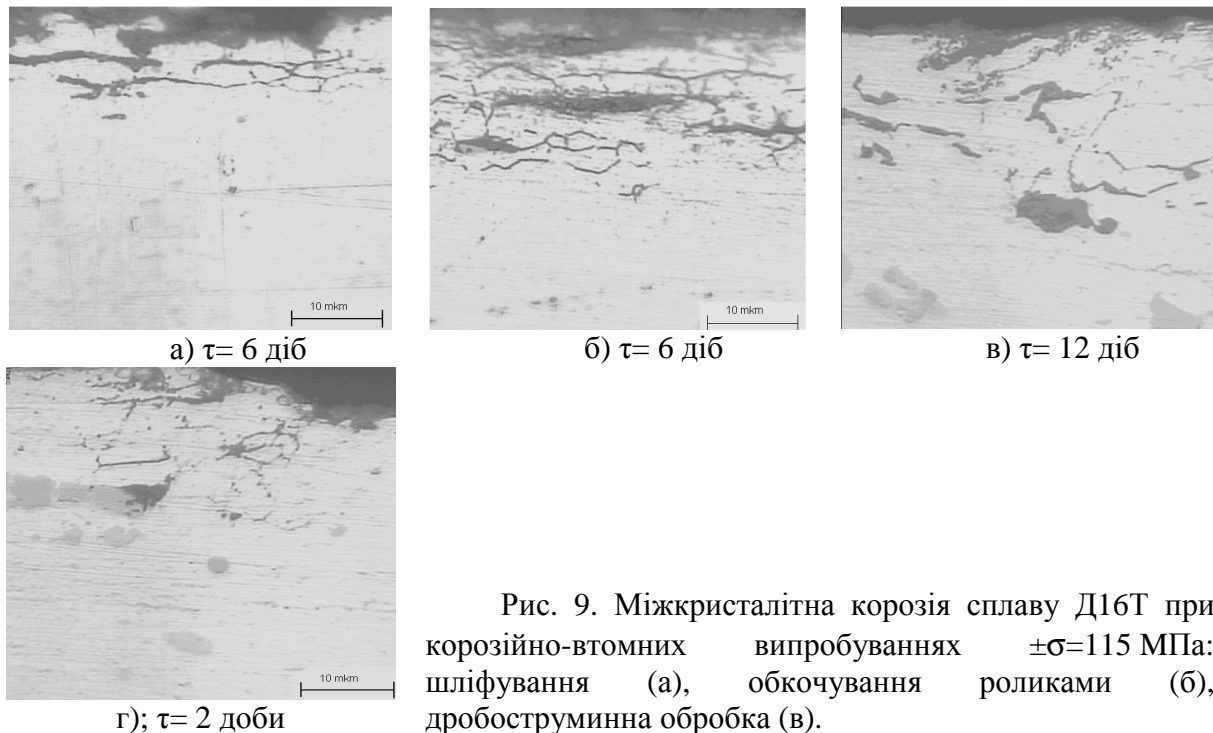 10 mkm
10 mkm
а) τ= 6 діб
б) τ= 6 діб
в) τ= 12 діб
10 mkm
г); τ= 2 доби
Рис. 9. Міжкристалітна корозія сплаву Д16Т при
корозійно-втомних випробуваннях ±σ=115 МПа:
шліфування (а), обкочування роликами (б),
дробоструминна обробка (в).